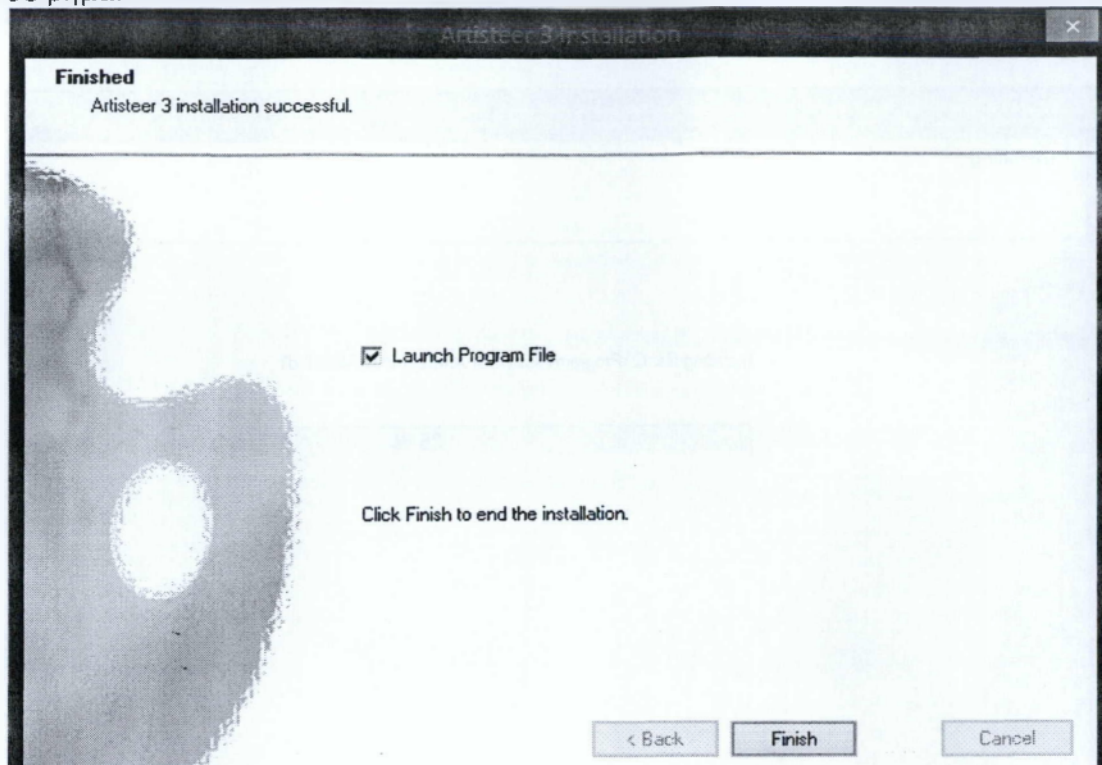 Artisteer 3 Installation
Finished
Artisteer 3 installation successful.
Launch Program File
Click Finish to end the installation.
< Back
Finish
Cancel